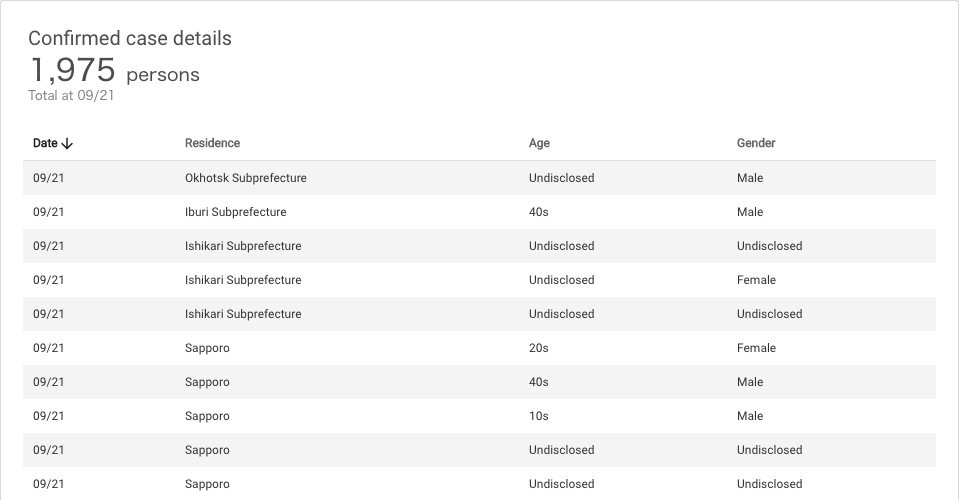 Confirmed case details
1,975 persons
Total at 09/21
Date Residence Age Gender
09/21 Okhotsk Subprefecture Undisclosed Male
09/21 Iburi Subprefecture 40s Male
09/21 Ishikari Subprefecture Undisclosed Undisclosed
09/21 Ishikari Subprefecture Undisclosed Female
09/21 Ishikari Subprefecture Undisclosed Undisclosed
09/21 Sapporo 20s Female
09/21 Sapporo 40s Male
09/21 Sapporo 10s Male
09/21 Sapporo Undisclosed Undisclosed
09/21 Sapporo Undisclosed Undisclosed